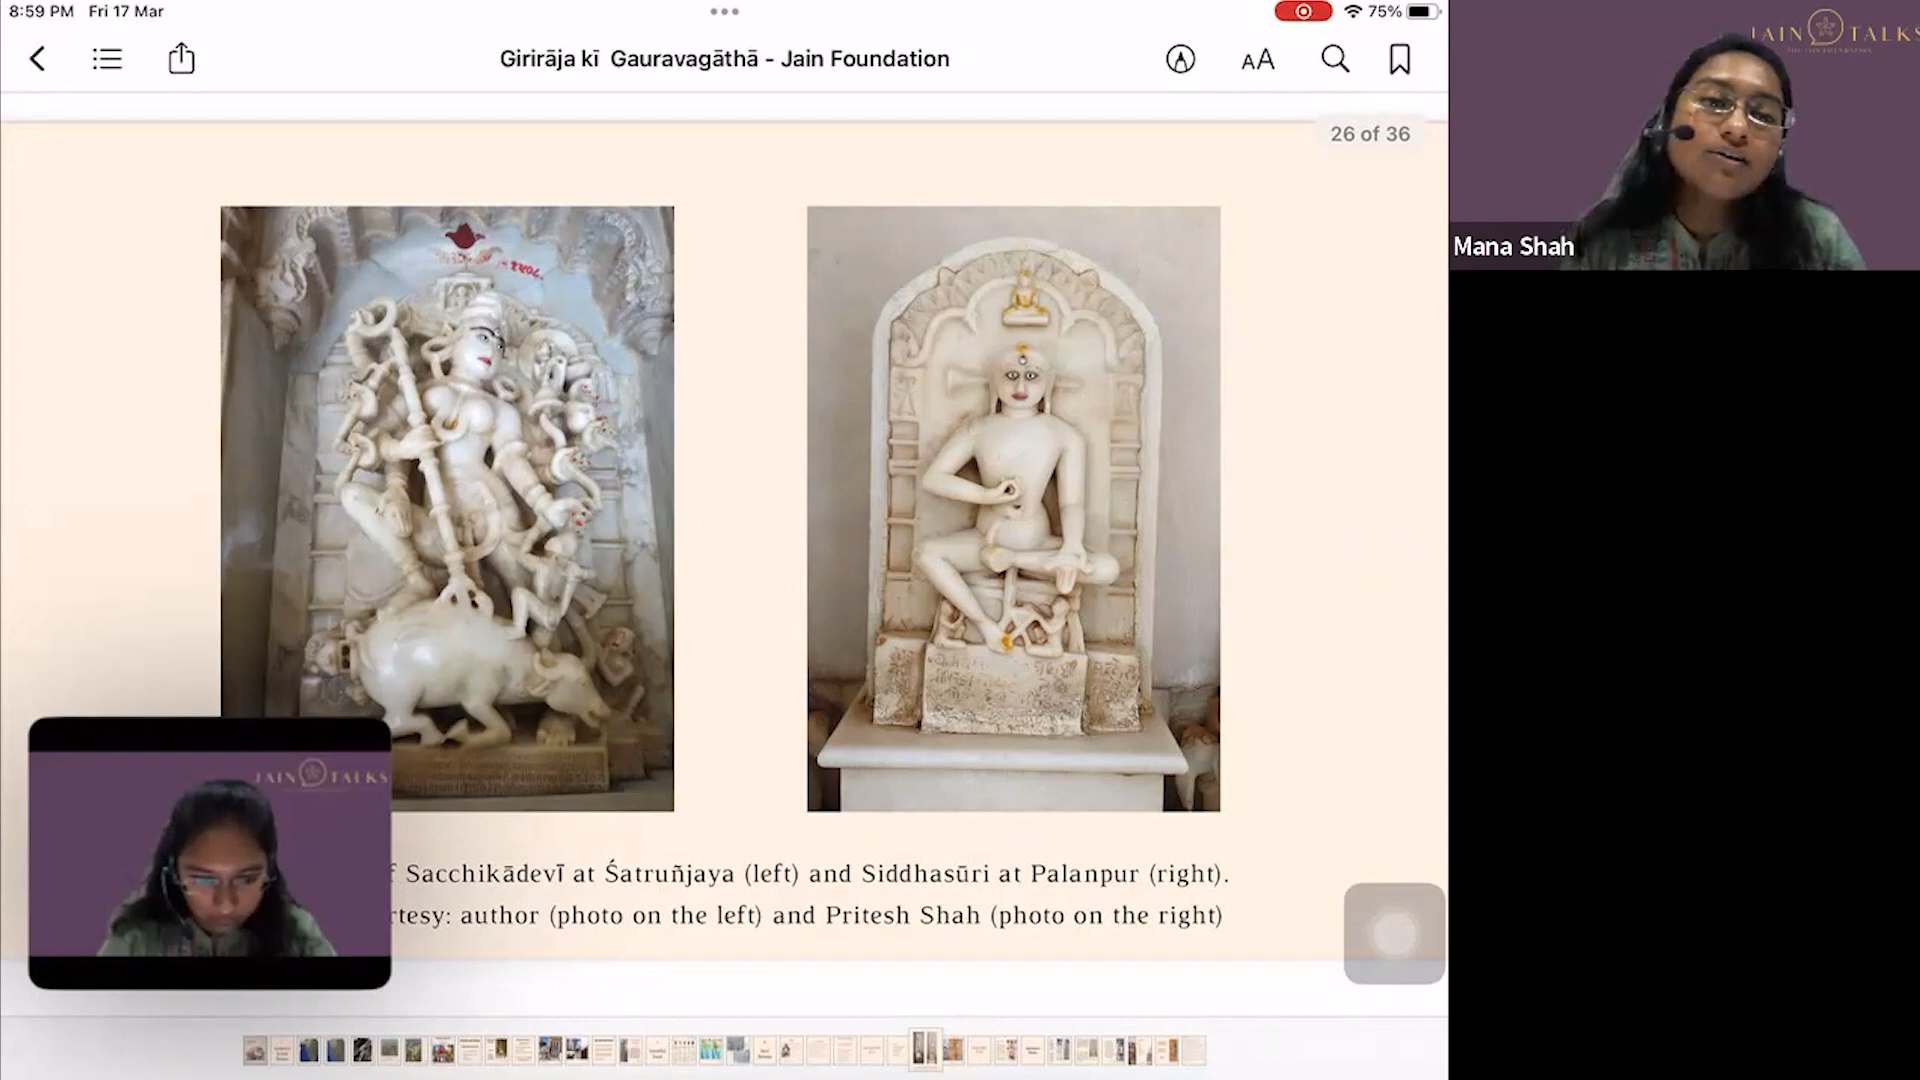 8:59 PM Fri 17 Mar
75%
Girirāja kī Gauravagāthā - Jain Foundation
AA
26 of 36
JAIN TALKS
Mana Shah
JAIN TALKS
Sacchikādevī at Śatruñjaya (left) and Siddhasūri at Palanpur (right).
author (photo on the left) and Pritesh Shah (photo on the right)